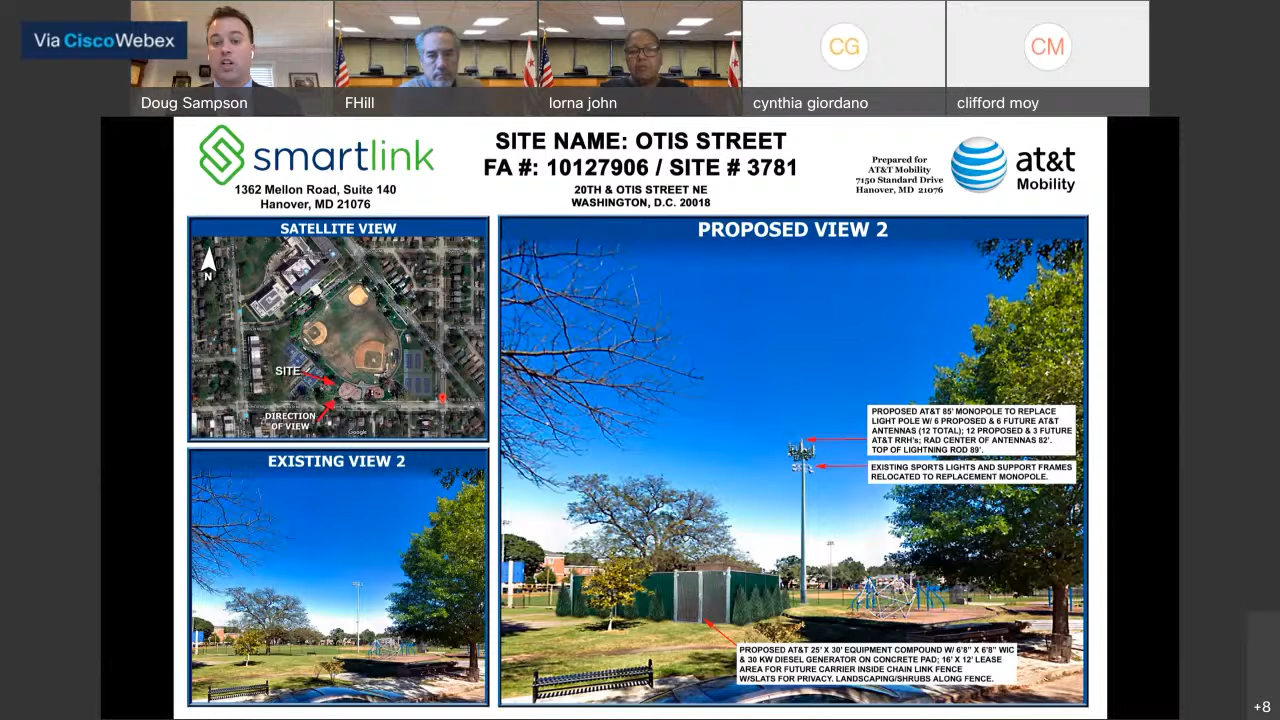 Via Cisco Webex
CG
CM
Doug Sampson
FHill
lorna john
cynthia giordano
clifford moy
smartlink
1362 Mellon Road, Suite 140
Hanover, MD 21076
SITE NAME: OTIS STREET
FA #: 10127906 / SITE # 3781
20TH & OTIS STREET NE
WASHINGTON, D.C. 20018
Prepared for
AT&T Mobility
7150 Standard Drive
Hanover, MD 21076
at&t
Mobility
SATELLITE VIEW
N
SITE
DIRECTION
OF VIEW
Google
EXISTING VIEW 2
PROPOSED VIEW 2
PROPOSED AT&T 85' MONOPOLE TO REPLACE
LIGHT POLE W/ 6 PROPOSED & 6 FUTURE AT&T
ANTENNAS (12 TOTAL); 12 PROPOSED & 3 FUTURE
AT&T RRH's; RAD CENTER OF ANTENNAS 82'.
TOP OF LIGHTNING ROD 89'.
EXISTING SPORTS LIGHTS AND SUPPORT FRAMES
RELOCATED TO REPLACEMENT MONOPOLE.
PROPOSED AT&T 25' X 30' EQUIPMENT COMPOUND W/ 6'8" X 6'8" WIC
& 30 KW DIESEL GENERATOR ON CONCRETE PAD; 16' X 12' LEASE
AREA FOR FUTURE CARRIER INSIDE CHAIN LINK FENCE
W/SLATS FOR PRIVACY. LANDSCAPING/SHRUBS ALONG FENCE.
+8